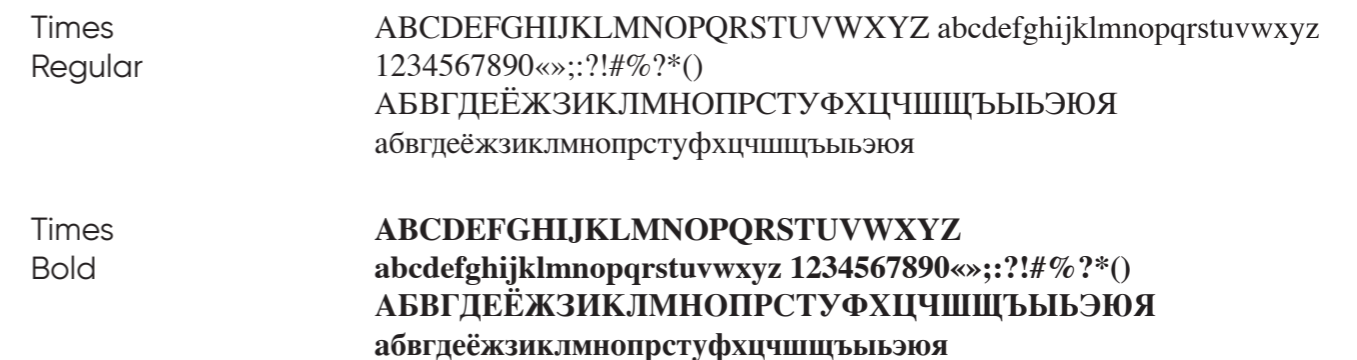 Times
Regular
ABCDEFGHIJKLMNOPQRSTUVWXYZ abcdefghijklmnopqrstuvwxyz
1234567890«»;:?!#%?*()
АБВГДЕЁЖЗИКЛМНОПРСТУФХЦЧШЩЪЫЬЭЮЯ
абвгдеёжзиклмнопрстуфхцчшщъыьэюя
Times
Bold
ABCDEFGHIJKLMNOPQRSTUVWXYZ
abcdefghijklmnopqrstuvwxyz 1234567890«»;:?!#%?*()
АБВГДЕЁЖЗИКЛМНОПРСТУФХЦЧШЩЪЫЬЭЮЯ
абвгдеёжзиклмнопрстуфхцчшщъыьэюя